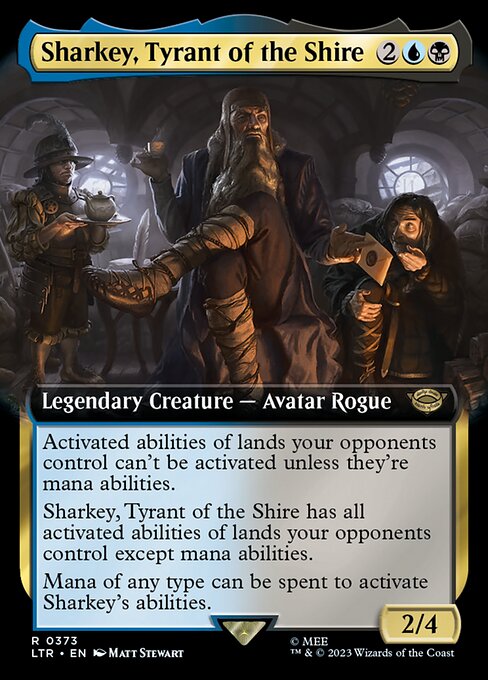 Sharkey, Tyrant of the Shire 2
Legendary Creature — Avatar Rogue
Activated abilities of lands your opponents
control can't be activated unless they're
mana abilities.
Sharkey, Tyrant of the Shire has all
activated abilities of lands your opponents
control except mana abilities.
Mana of any type can be spent to activate
Sharkey's abilities.
2/4
R 0373
LTR • EN Matt Stewart
© MEE
™ & © 2023 Wizards of the Coast